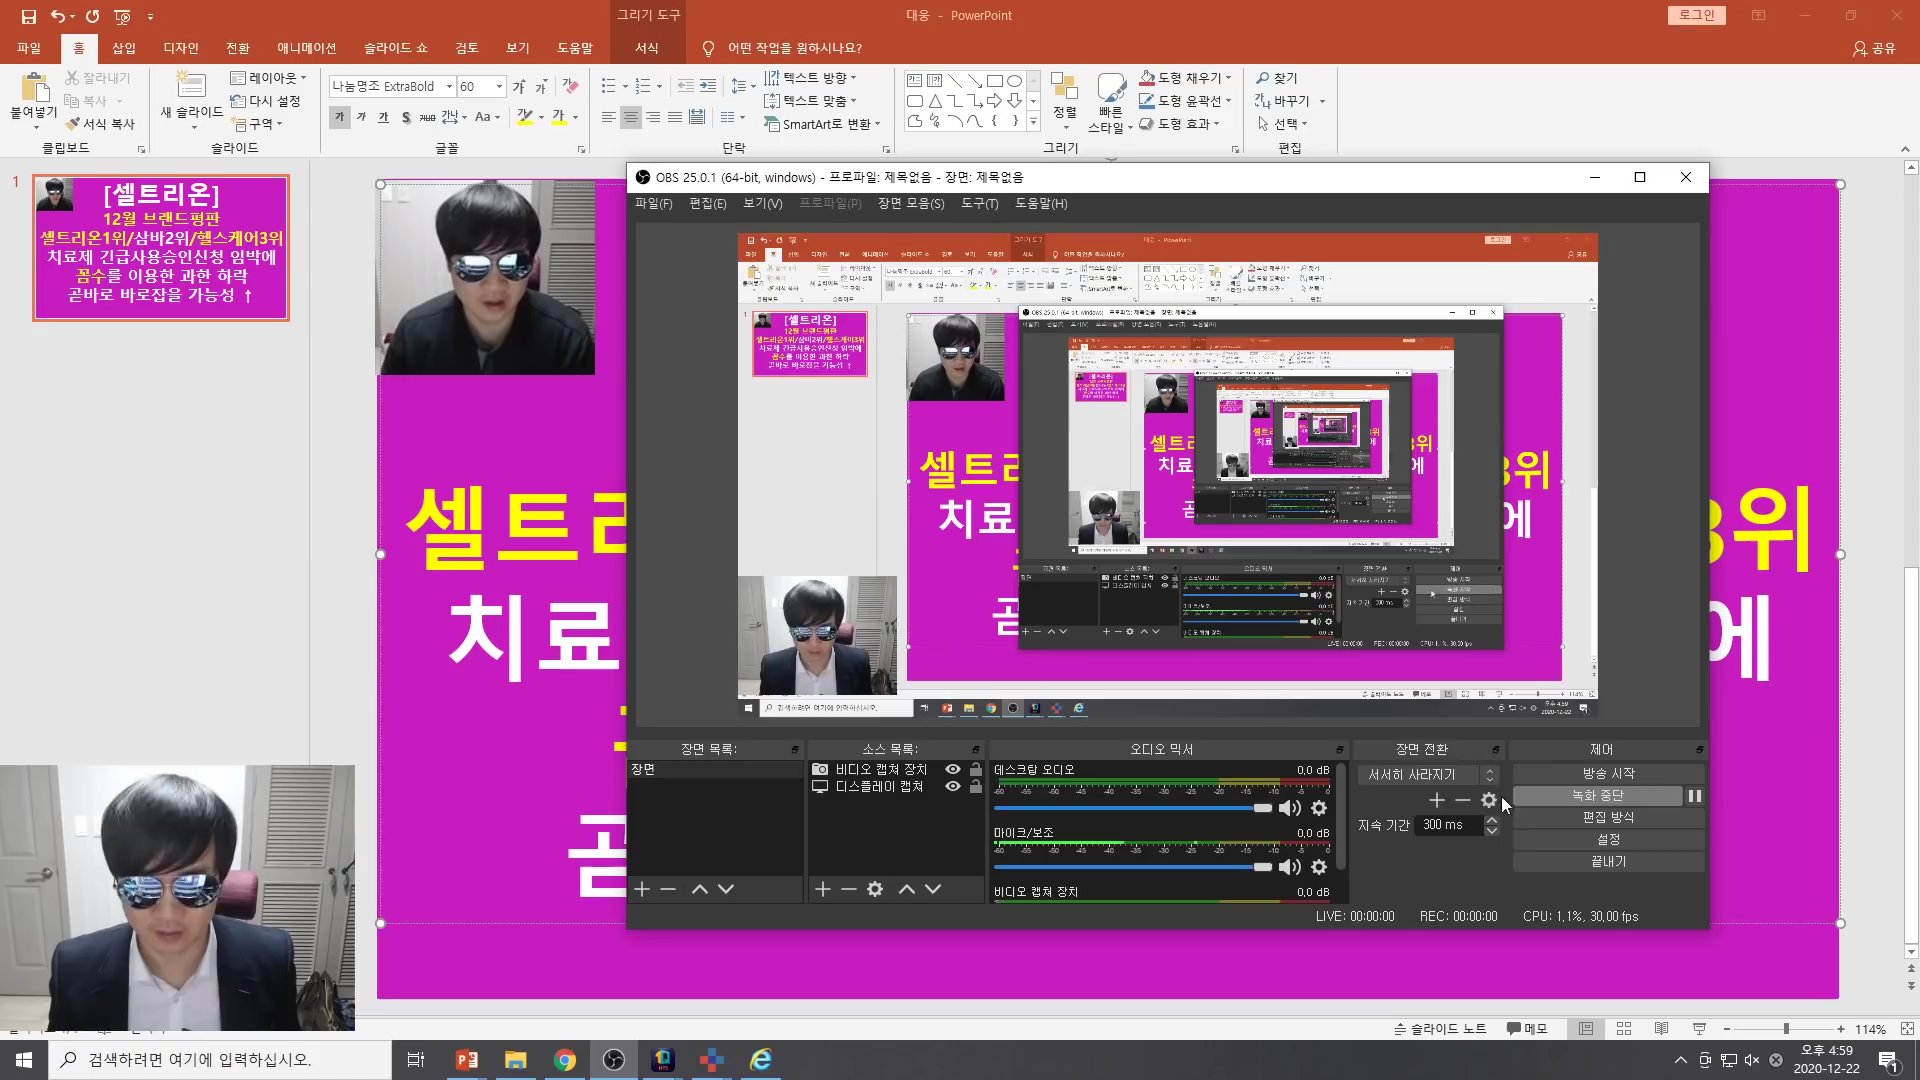 그리기 도구
대웅 - PowerPoint
로그인
파일
홈
삽입
디자인
전환
애니메이션
슬라이드 쇼
검토
보기
도움말
서식
어떤 작업을 원하시나요?
공유
붙여넣기
잘라내기
복사
서식 복사
클립보드
새 슬라이드
레이아웃
다시 설정
구역
슬라이드
나눔명조 ExtraBold
60
글꼴
텍스트 방향
텍스트 맞춤
SmartArt로 변환
단락
정렬
빠른
스타일
도형 채우기
도형 윤곽선
도형 효과
그리기
찾기
바꾸기
선택
편집
1
[셀트리온]
12월 브랜드평판
셀트리온1위/삼바2위/헬스케어3위
치료제 긴급사용승인신청 임박에
꼼수를 이용한 과한 하락
곧바로 바로잡을 가능성 ↑
셀트리
3위
치료
에
곧
OBS 25.0.1 (64-bit, windows) - 프로파일: 제목없음 - 장면: 제목없음
파일(F)
편집(E)
보기(V)
프로파일(P)
장면 모음(S)
도구(T)
도움말(H)
장면 목록:
장면
소스 목록:
비디오 캡쳐 장치
디스플레이 캡쳐
오디오 믹서
데스크탑 오디오
0.0 dB
마이크/보조
0.0 dB
비디오 캡쳐 장치
0.0 dB
장면 전환
서서히 사라지기
지속 기간
300 ms
제어
방송 시작
녹화 중단
편집 방식
설정
끝내기
LIVE: 00:00:00
REC: 00:00:00
CPU: 1.1%, 30.00 fps
슬라이드 노트
메모
114%
검색하려면 여기에 입력하십시오.
오후 4:59
2020-12-22